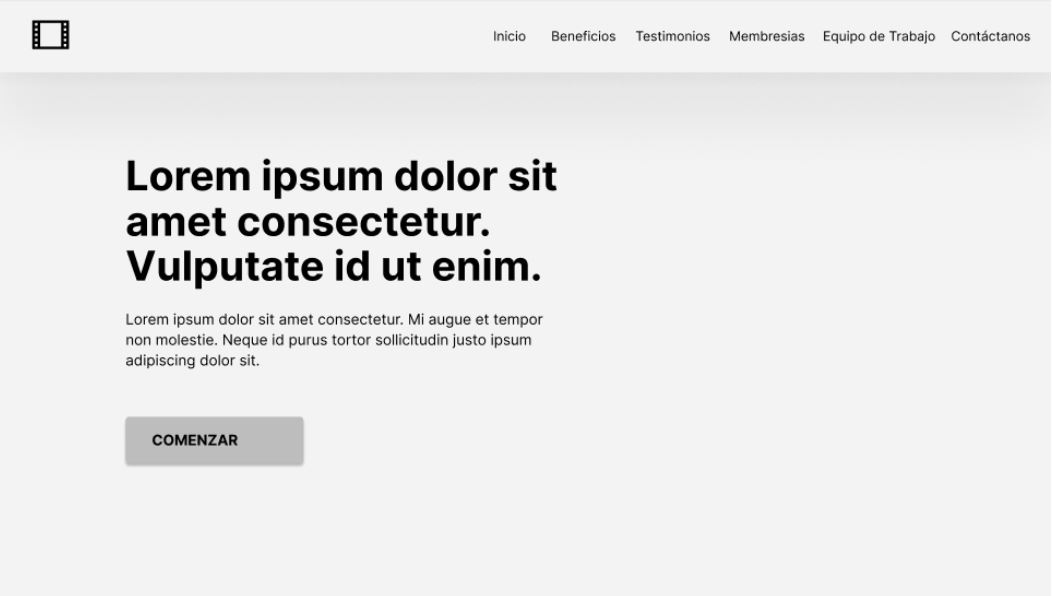 Inicio Beneficios Testimonios Membresias Equipo de Trabajo Contáctanos
Lorem ipsum dolor sit
amet consectetur.
Vulputate id ut enim.
Lorem ipsum dolor sit amet consectetur. Mi augue et tempor
non molestie. Neque id purus tortor sollicitudin justo ipsum
adipiscing dolor sit.
COMENZAR